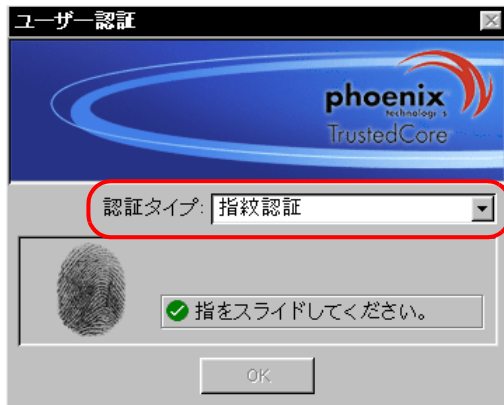 ユーザー認証
phoenix
technologies
TrustedCore
認証タイプ: 指紋認証
指をスライドしてください。
OK